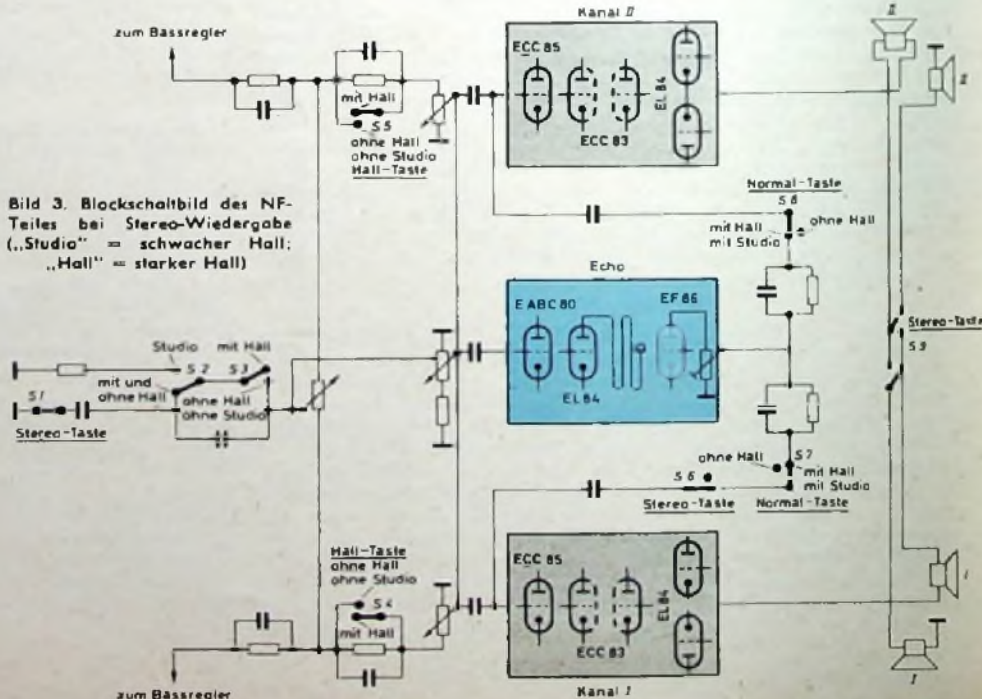 Kanal II
II
zum Bassregler
ECC 85
EL 84
ECC 83
2
mit Hall
S 5
ohne Hall
ohne Studio
Hall-Taste
Bild 3. Blockschaltbild des NF-
Teiles bei Stereo-Wiedergabe
(„Studio" = schwacher Hall;
„Hall" = starker Hall)
Normal-Taste
S 8
ohne Hall
mit Hall
mit Studio
Echo
E ABC 80
EF 86
EL 84
Stereo-Taste
S 9
Studio
mit Hall
S 2
S 3
mit und
ohne Hall
ohne Hall
ohne Studio
S 1
Stereo-Taste
ohne Hall
S 7
mit Hall
mit Studio
S 6
Stereo-Taste
Normal-Taste
Hall-Taste
ohne Hall
ohne Studio
S 4
mit Hall
ECC 85
EL 84
ECC 83
1
I
zum Bassregler
Kanal I